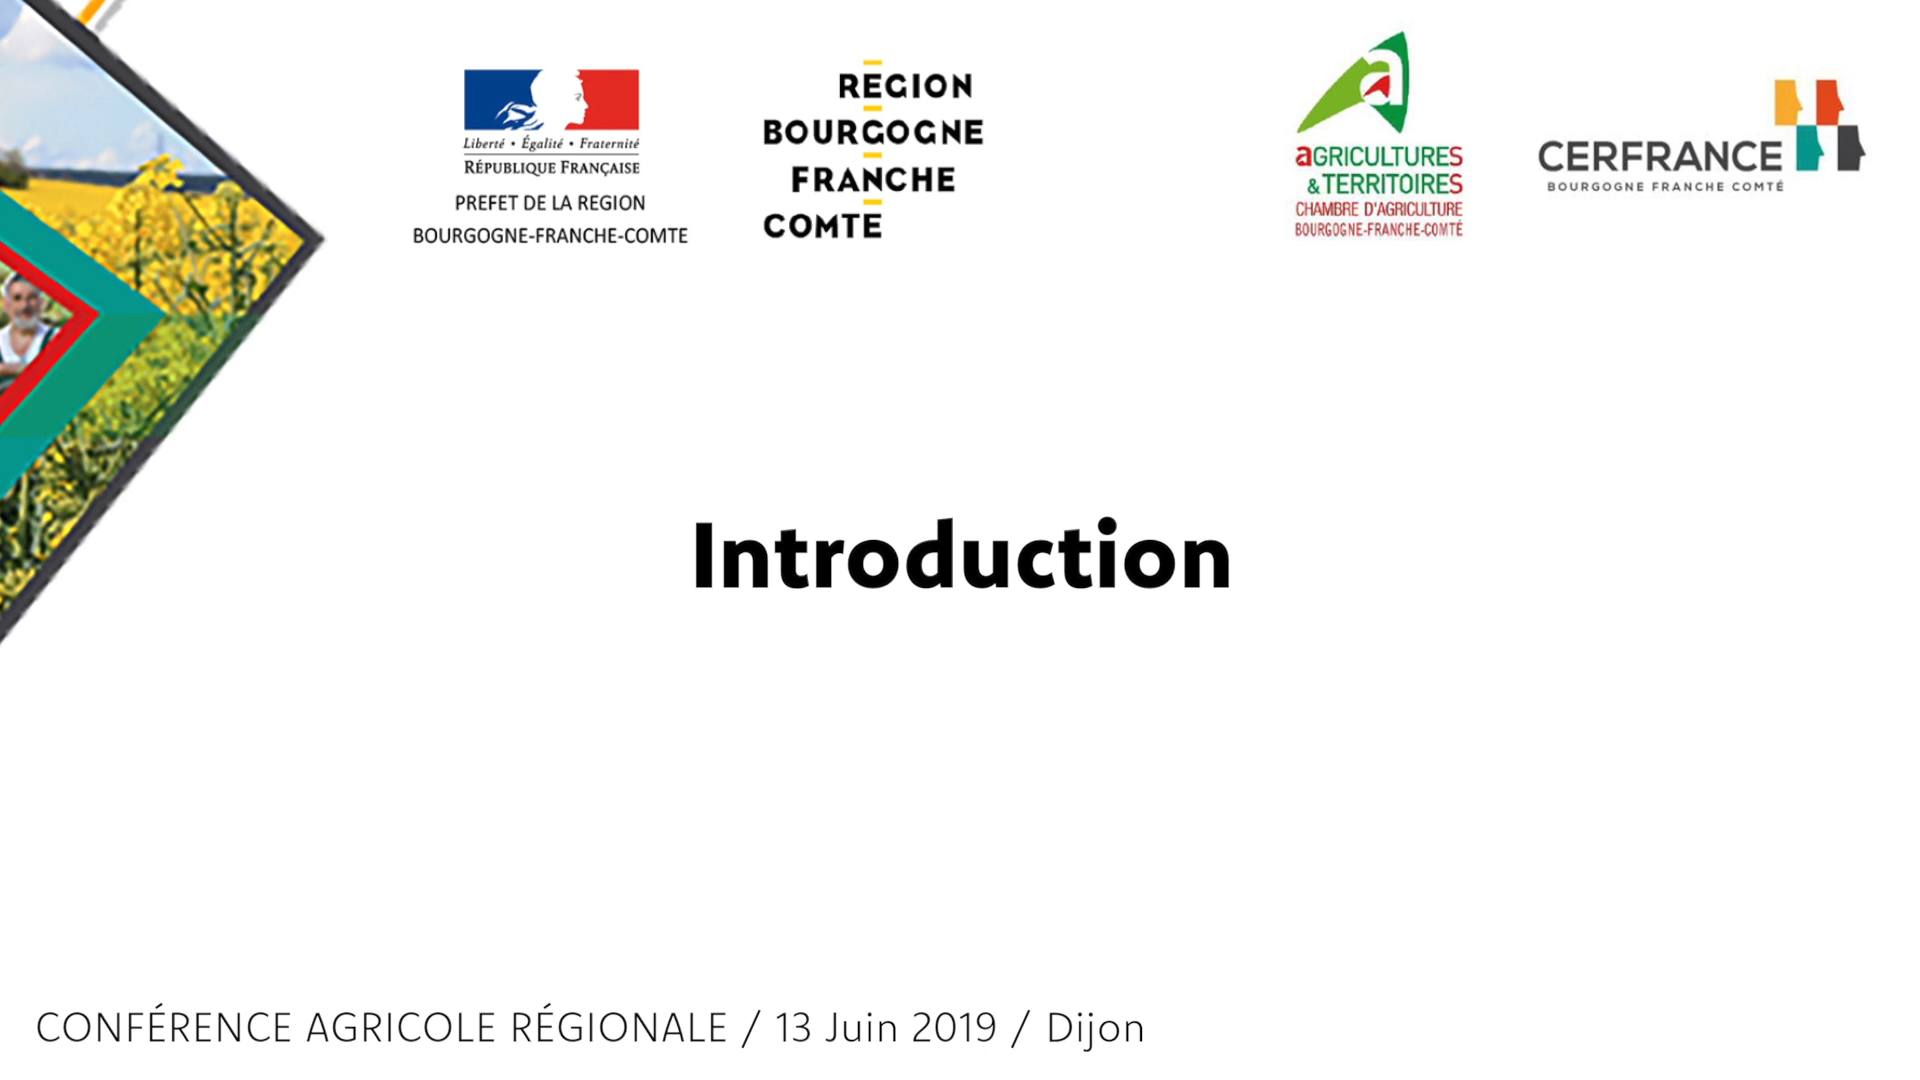 Liberté • Égalité • Fraternité
RÉPUBLIQUE FRANÇAISE
PREFET DE LA REGION
BOURGOGNE-FRANCHE-COMTE
REGION
BOURGOGNE
FRANCHE
COMTE
a
AGRICULTURES
& TERRITOIRES
CHAMBRE D'AGRICULTURE
BOURGOGNE-FRANCHE-COMTÉ
CERFRANCE
BOURGOGNE FRANCHE COMTÉ
Introduction
CONFÉRENCE AGRICOLE RÉGIONALE / 13 Juin 2019 / Dijon